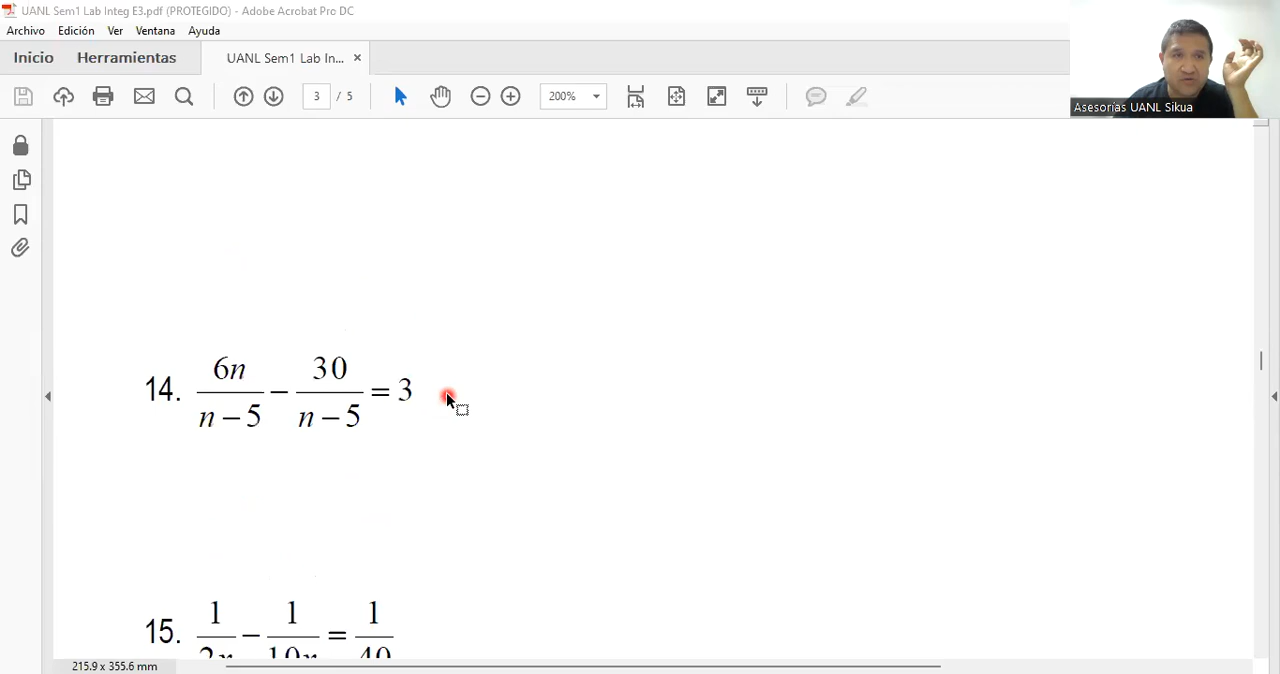 UANL Sem1 Lab Integ E3.pdf (PROTEGIDO) - Adobe Acrobat Pro DC
Archivo Edición Ver Ventana Ayuda
Inicio Herramientas UANL Sem1 Lab In... ×
3 / 5 200%
Asesorías UANL Sikua
14. 6n/(n – 5) – 30/(n – 5) = 3
15. 1/2n – 1/10n = 1/40
215.9 x 355.6 mm